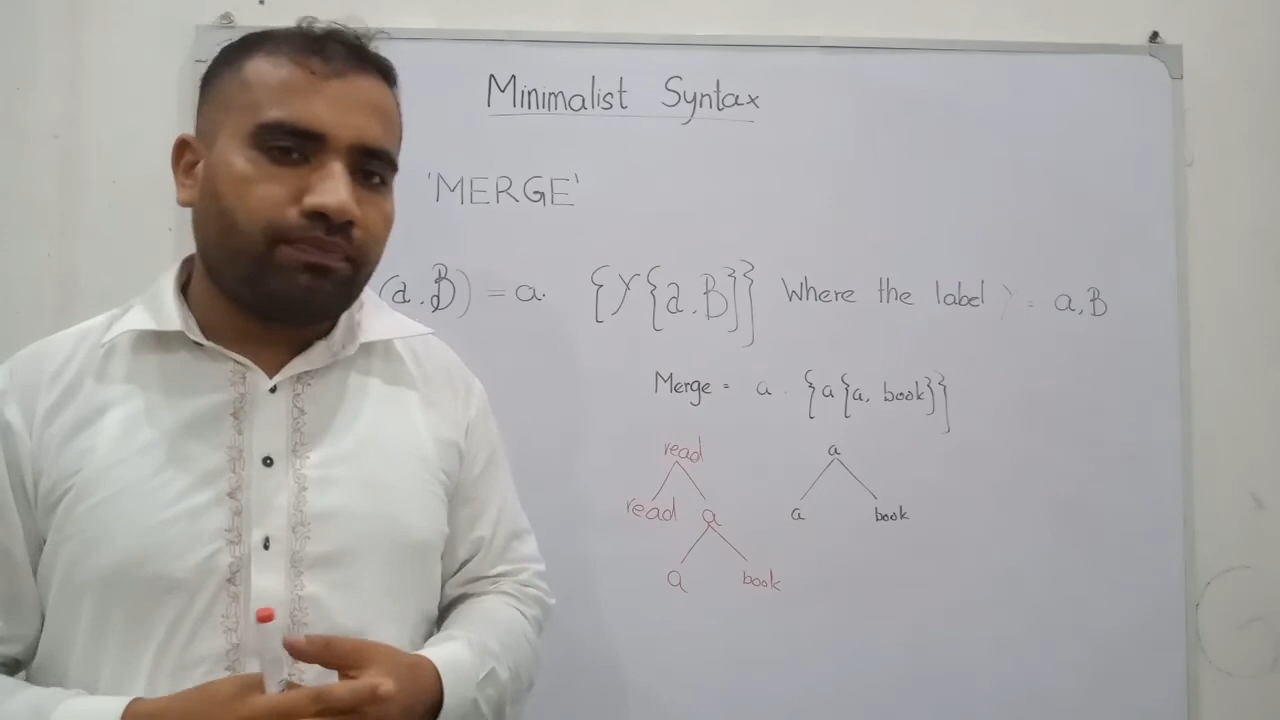 Minimalist Syntax
'MERGE'
(a.B) = a. {Y{a.B}} Where the label Y = a,B
Merge = a . {a{a, book}}
read a
read a a book
a book